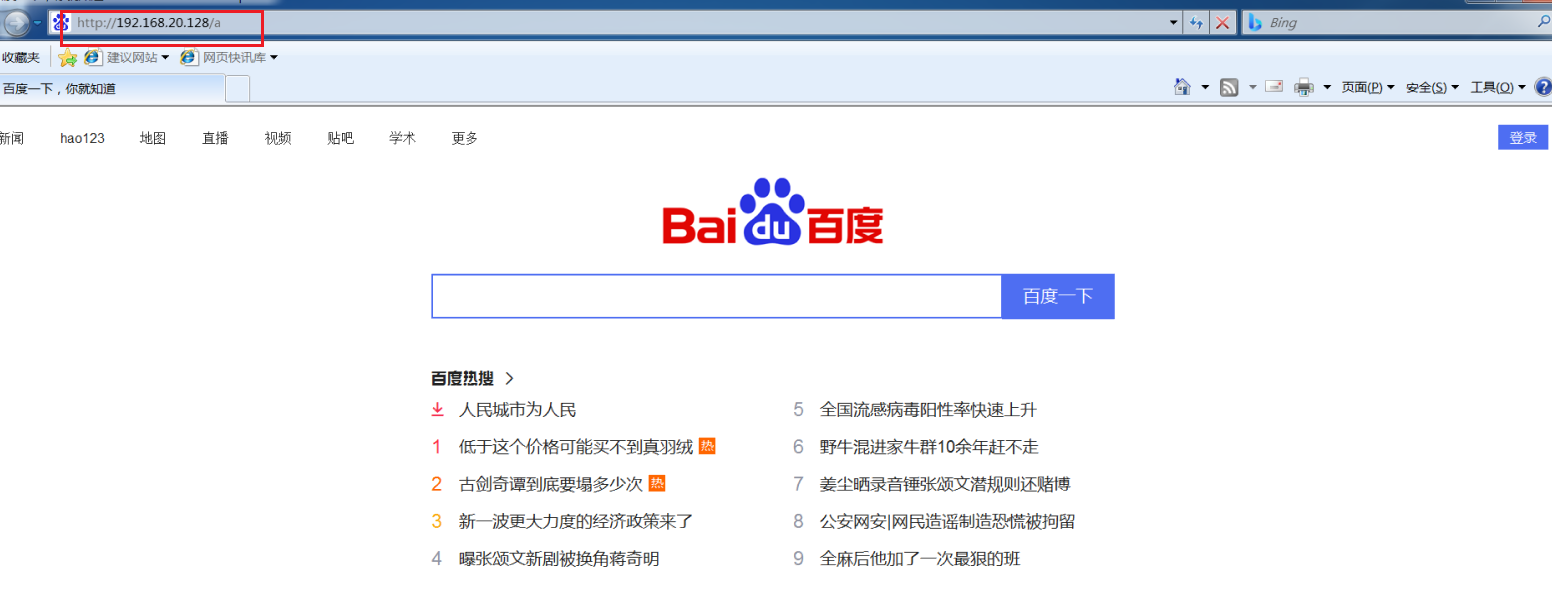 http://192.168.20.128/a
Bing
收藏夹 建议网站 网页快讯库
百度一下，你就知道
页面(P) 安全(S) 工具(O)
新闻 hao123 地图 直播 视频 贴吧 学术 更多 登录
Bai du 百度
百度一下
百度热搜
人民城市为人民
1 低于这个价格可能买不到真羽绒 热
2 古剑奇谭到底要塌多少次 热
3 新一波更大力度的经济政策来了
4 曝张颂文新剧被换角蒋奇明
5 全国流感病毒阳性率快速上升
6 野牛混进家牛群10余年赶不走
7 姜尘晒录音锤张颂文潜规则还赌博
8 公安网安|网民造谣制造恐慌被拘留
9 全麻后他加了一次最狠的班